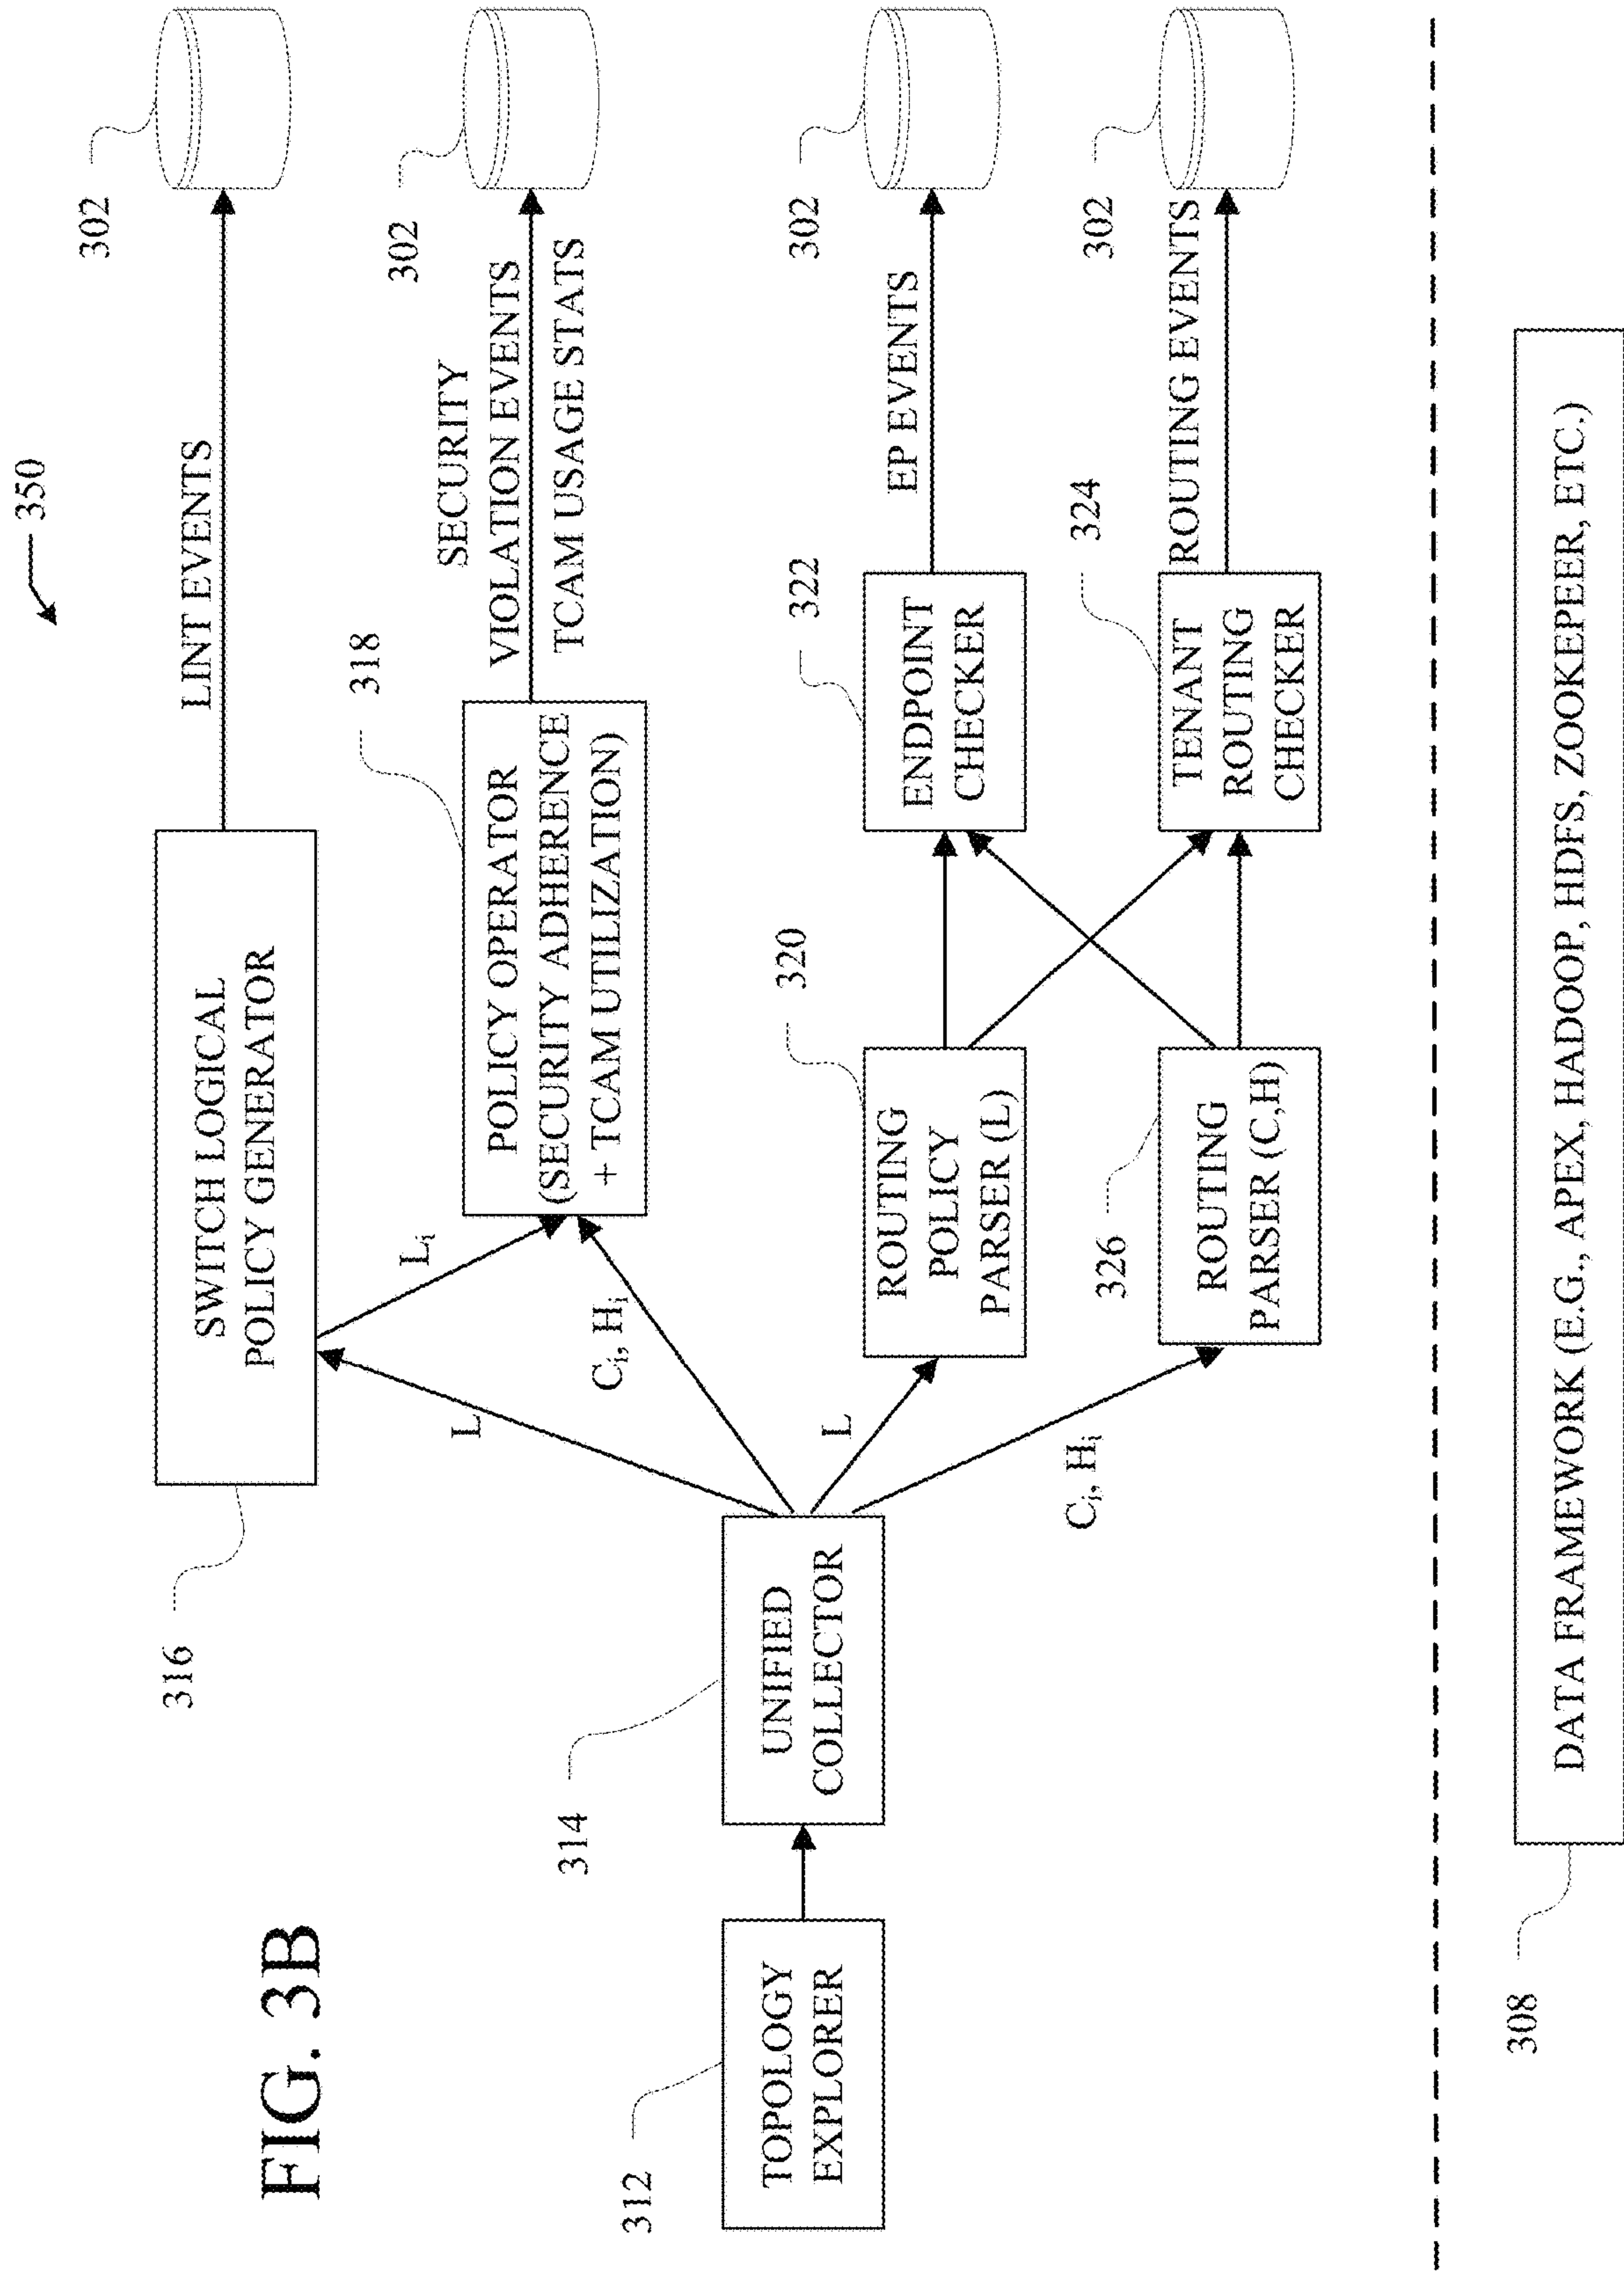 FIG. 3B
350
302
LINT EVENTS
SWITCH LOGICAL
POLICY GENERATOR
316
302
SECURITY
VIOLATION EVENTS
TCAM USAGE STATS
318
POLICY OPERATOR
(SECURITY ADHERENCE
+ TCAM UTILIZATION)
Li
L
Ci, Hi
L
Ci, Hi
312
TOPOLOGY
EXPLORER
314
UNIFIED
COLLECTOR
320
ROUTING
POLICY
PARSER (L)
322
ENDPOINT
CHECKER
EP EVENTS
302
326
ROUTING
PARSER (C,H)
324
TENANT
ROUTING
CHECKER
ROUTING EVENTS
302
308
DATA FRAMEWORK (E.G., APEX, HADOOP, HDFS, ZOOKEPEER, ETC.)